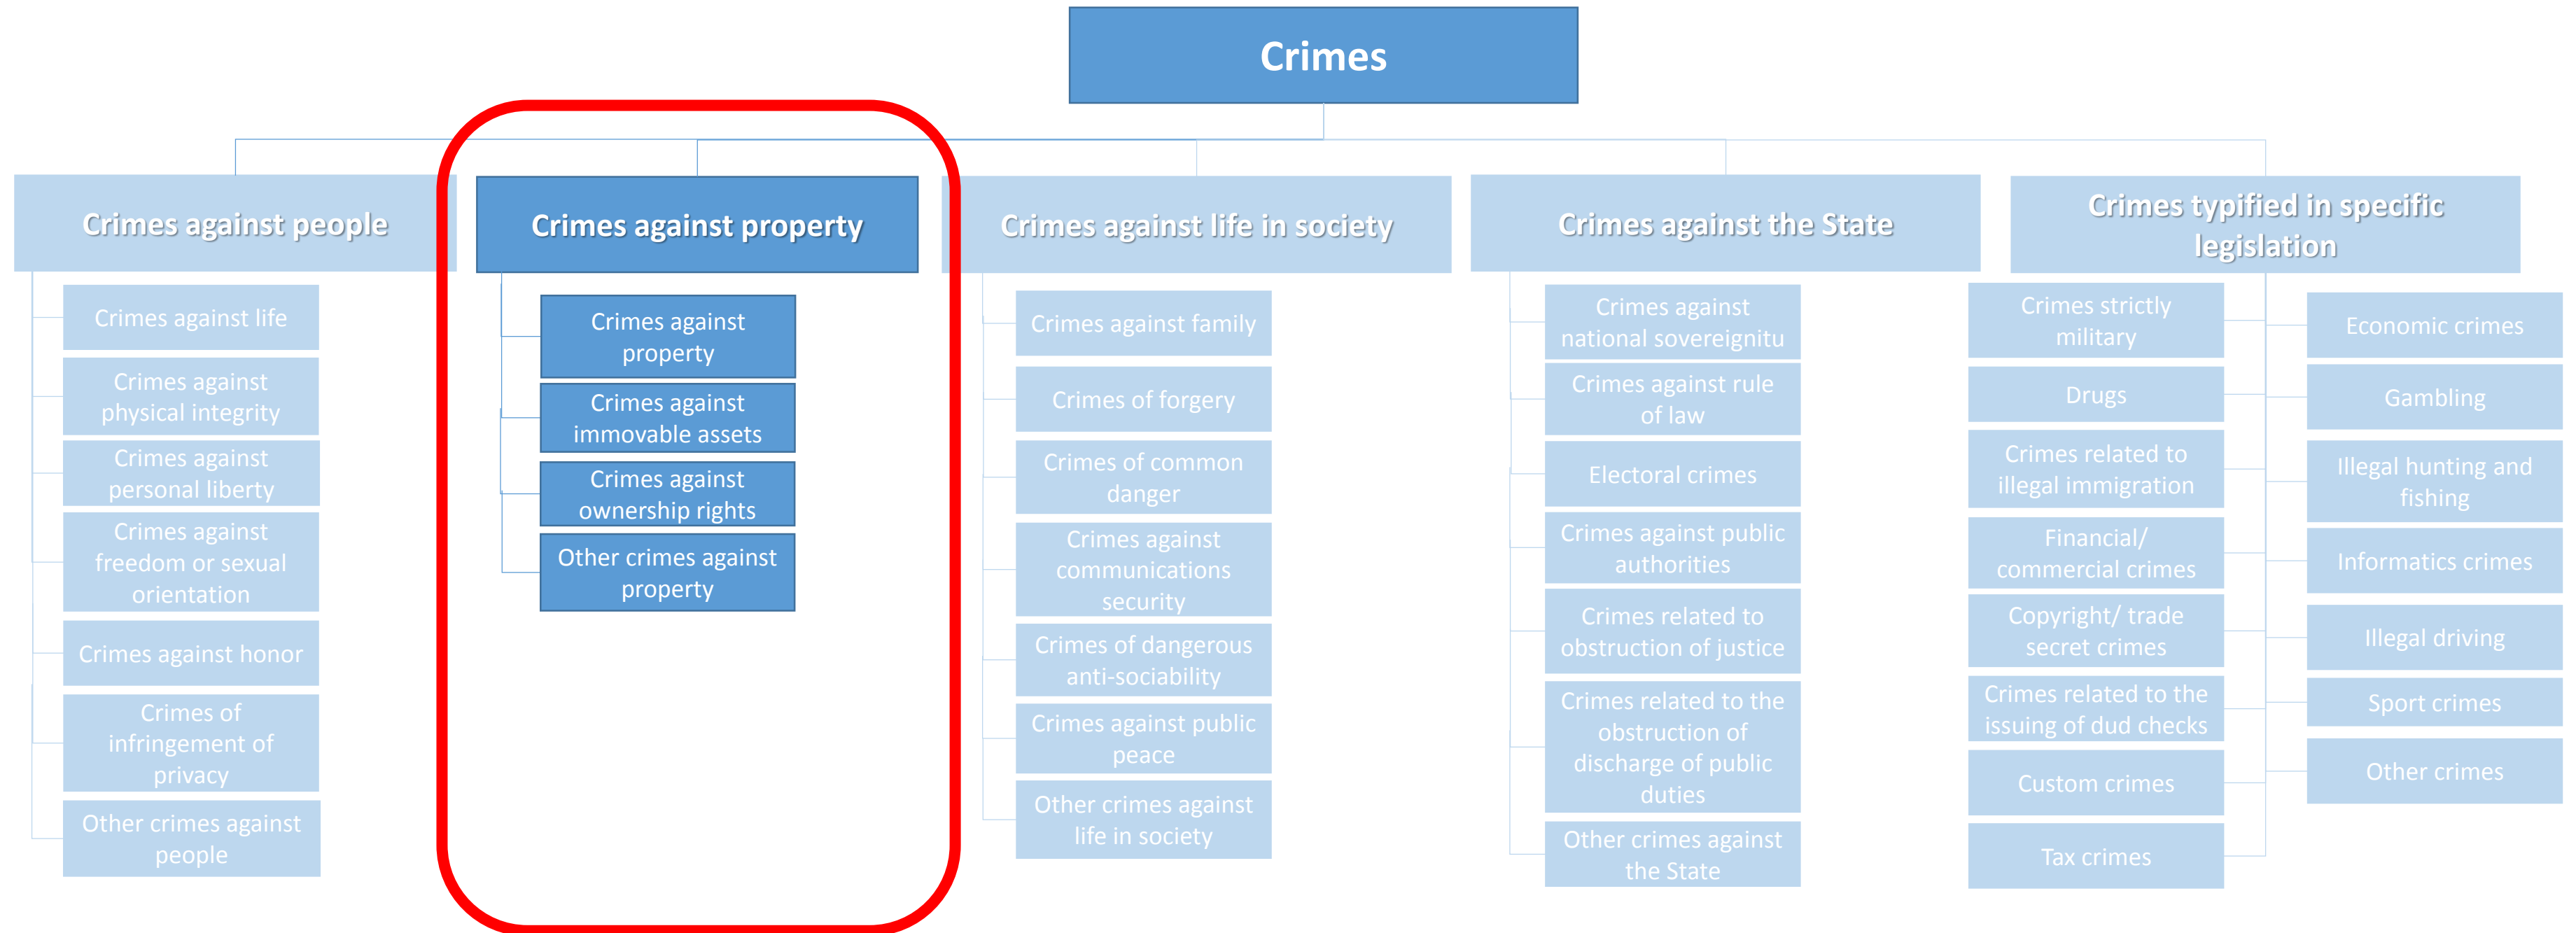 Crimes
Crimes against people
Crimes against life
Crimes against
physical integrity
Crimes against
personal liberty
Crimes against
freedom or sexual
orientation
Crimes against honor
Crimes of
infringement of
privacy
Other crimes against
people
Crimes against property
Crimes against
property
Crimes against
immovable assets
Crimes against
ownership rights
Other crimes against
property
Crimes against life in society
Crimes against family
Crimes of forgery
Crimes of common
danger
Crimes against
communications
security
Crimes of dangerous
anti-sociability
Crimes against public
peace
Other crimes against
life in society
Crimes against the State
Crimes against
national sovereignitu
Crimes against rule
of law
Electoral crimes
Crimes against public
authorities
Crimes related to
obstruction of justice
Crimes related to the
obstruction of
discharge of public
duties
Other crimes against
the State
Crimes typified in specific
legislation
Crimes strictly
military
Drugs
Crimes related to
illegal immigration
Financial/
commercial crimes
Copyright/ trade
secret crimes
Crimes related to the
issuing of dud checks
Custom crimes
Tax crimes
Economic crimes
Gambling
Illegal hunting and
fishing
Informatics crimes
Illegal driving
Sport crimes
Other crimes